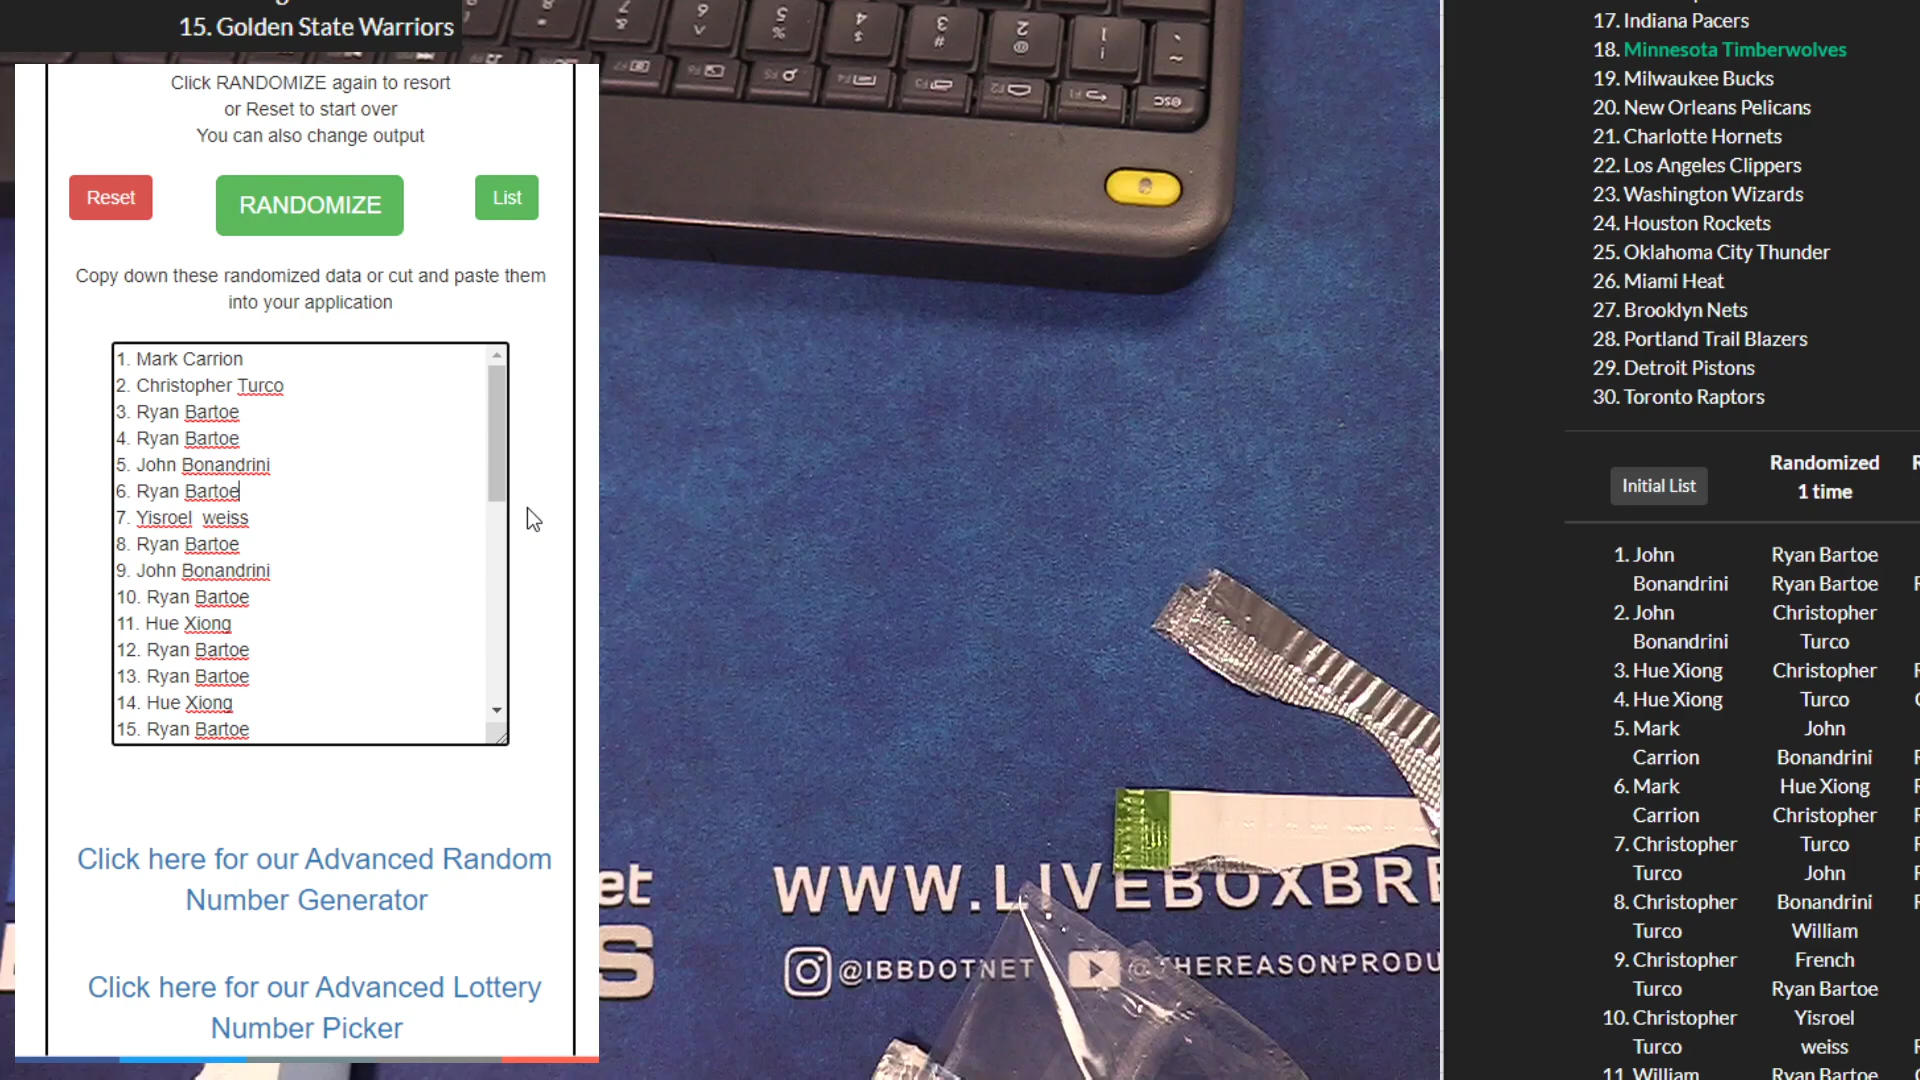 15. Golden State Warriors
Click RANDOMIZE again to resort
or Reset to start over
You can also change output
Reset
RANDOMIZE
List
Copy down these randomized data or cut and paste them
into your application
1. Mark Carrion
2. Christopher Turco
3. Ryan Bartoe
4. Ryan Bartoe
5. John Bonandrini
6. Ryan Bartoe
7. Yisroel weiss
8. Ryan Bartoe
9. John Bonandrini
10. Ryan Bartoe
11. Hue Xiong
12. Ryan Bartoe
13. Ryan Bartoe
14. Hue Xiong
15. Ryan Bartoe
Click here for our Advanced Random
Number Generator
Click here for our Advanced Lottery
Number Picker
esc
WWW.LIVEBOXBRE
@IBBDOTNET
HEREASONPRODU
17. Indiana Pacers
18. Minnesota Timberwolves
19. Milwaukee Bucks
20. New Orleans Pelicans
21. Charlotte Hornets
22. Los Angeles Clippers
23. Washington Wizards
24. Houston Rockets
25. Oklahoma City Thunder
26. Miami Heat
27. Brooklyn Nets
28. Portland Trail Blazers
29. Detroit Pistons
30. Toronto Raptors
Initial List
Randomized
1 time
1. John
Bonandrini
2. John
Bonandrini
3. Hue Xiong
4. Hue Xiong
5. Mark
Carrion
6. Mark
Carrion
7. Christopher
Turco
8. Christopher
Turco
9. Christopher
Turco
10. Christopher
Turco
11. William
Ryan Bartoe
Ryan Bartoe
Christopher
Turco
Christopher
Turco
John
Bonandrini
Hue Xiong
Christopher
Turco
John
Bonandrini
William
French
Ryan Bartoe
Yisroel
weiss
Ryan Bartoe